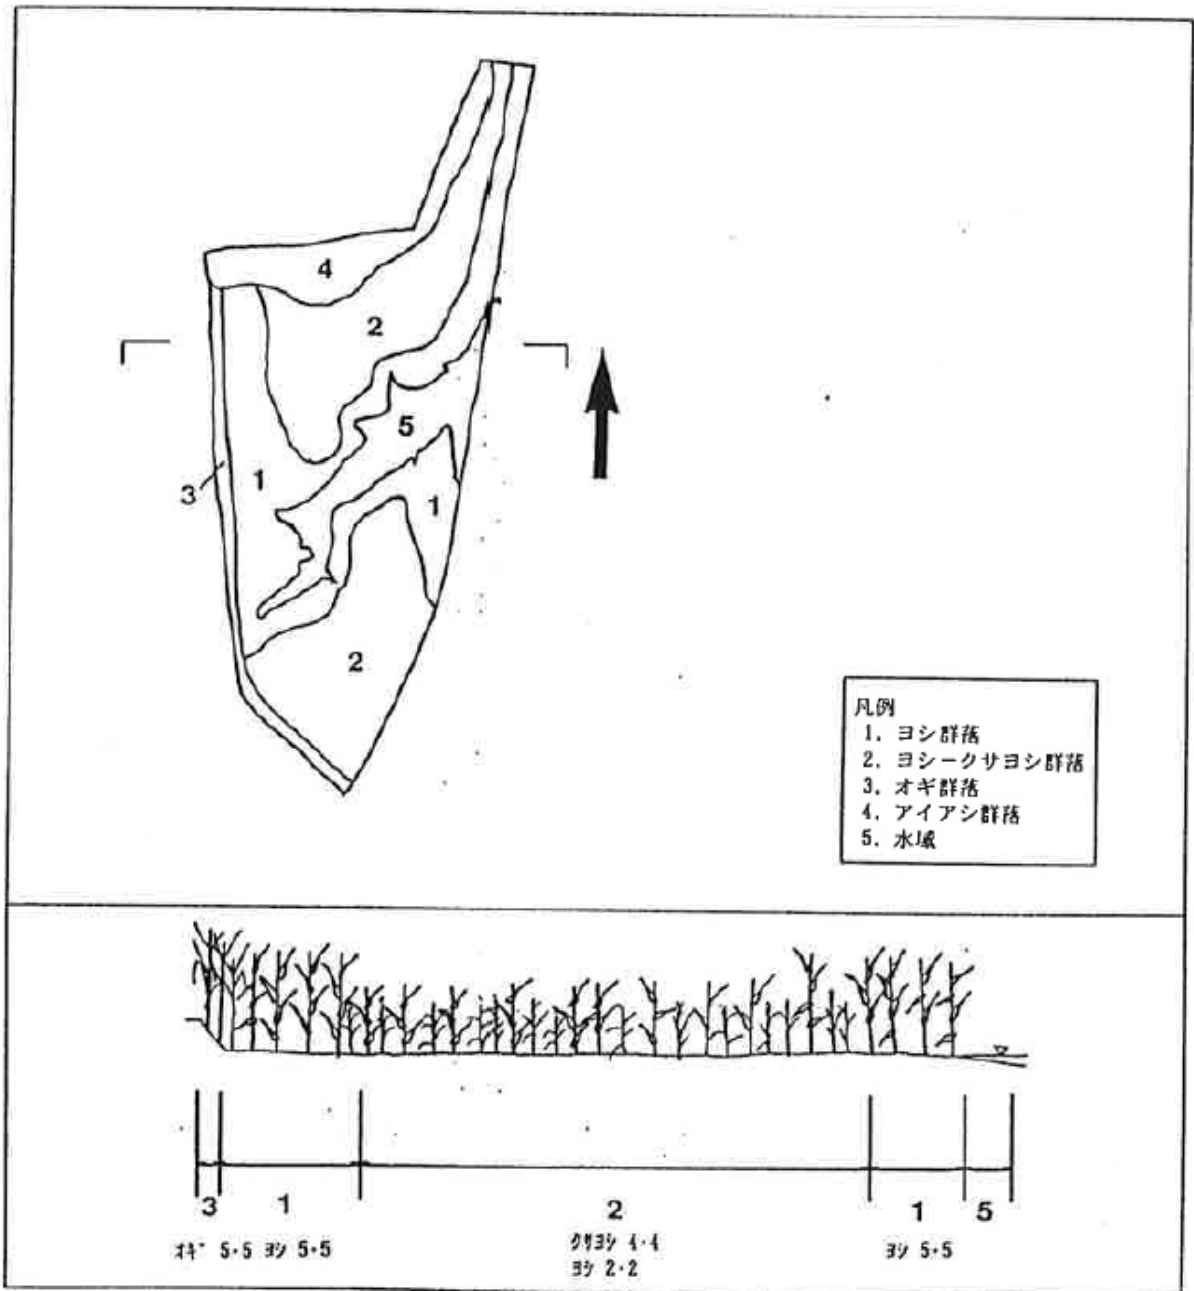 4
2
5
1
3
1
2
凡例
1. ヨシ群落
2. ヨシークサヨシ群落
3. オギ群落
4. アイアシ群落
5. 水域
3 1 2 1 5
オギ 5・5 ヨシ 5・5 クサヨシ 4・4 ヨシ 5・5
ヨシ 2・2